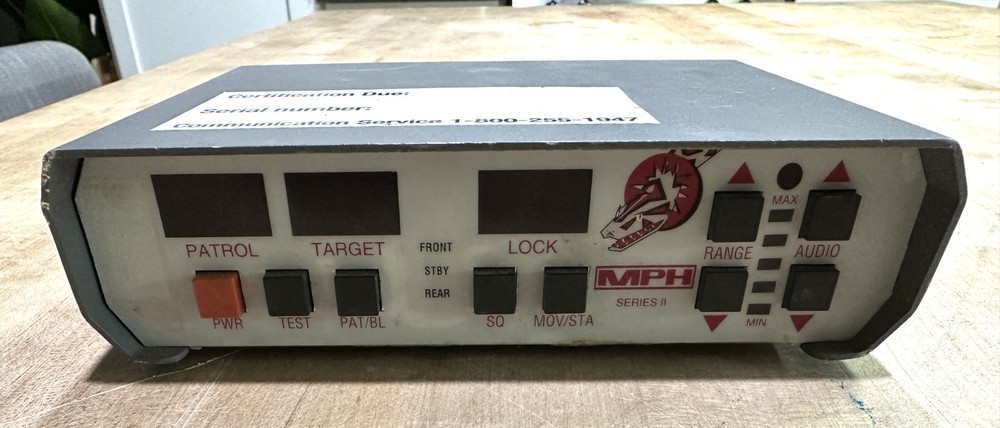 Certification Due:
Serial number:
Communication Service 1-800-255-1947
PATROL
TARGET
LOCK
FRONT
STBY
REAR
PWR
TEST
PAT/BL
SQ
MOV/STA
MPH
SERIES II
RANGE
MAX
MIN
AUDIO